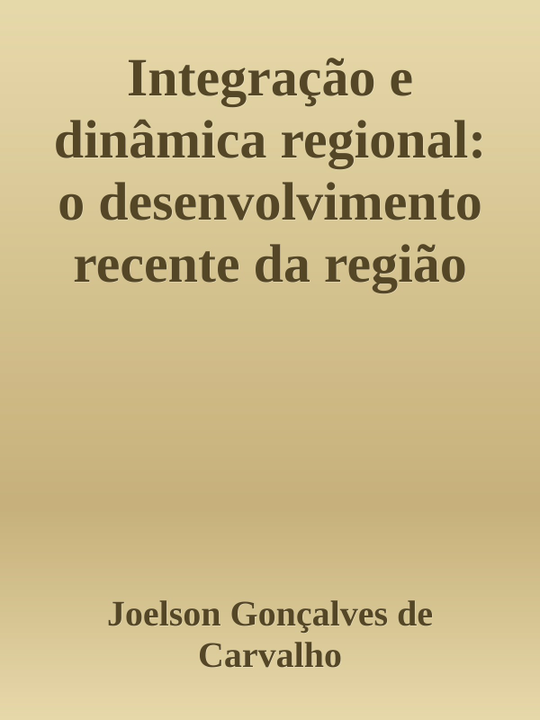 Integração e
dinâmica regional:
o desenvolvimento
recente da região
Joelson Gonçalves de
Carvalho